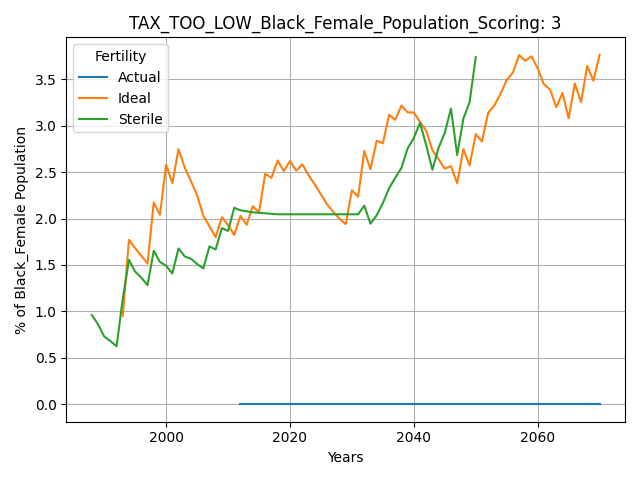 TAX_TOO_LOW_Black_Female_Population_Scoring: 3
Fertility
Actual
Ideal
Sterile
% of Black_Female Population
3.5
3.0
2.5
2.0
1.5
1.0
0.5
0.0
2000 2020 2040 2060
Years